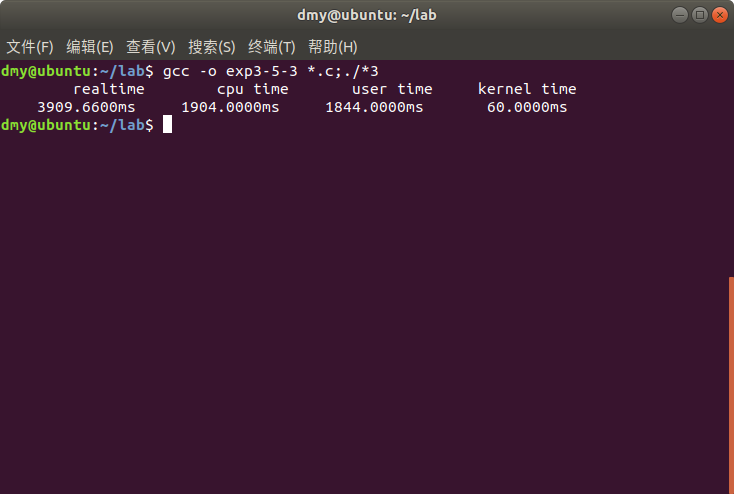 dmy@ubuntu: ~/lab
文件(F) 编辑(E) 查看(V) 搜索(S) 终端(T) 帮助(H)
dmy@ubuntu:~/lab$ gcc -o exp3-5-3 *.c;./*3
realtime cpu time user time kernel time
3909.6600ms 1904.0000ms 1844.0000ms 60.0000ms
dmy@ubuntu:~/lab$